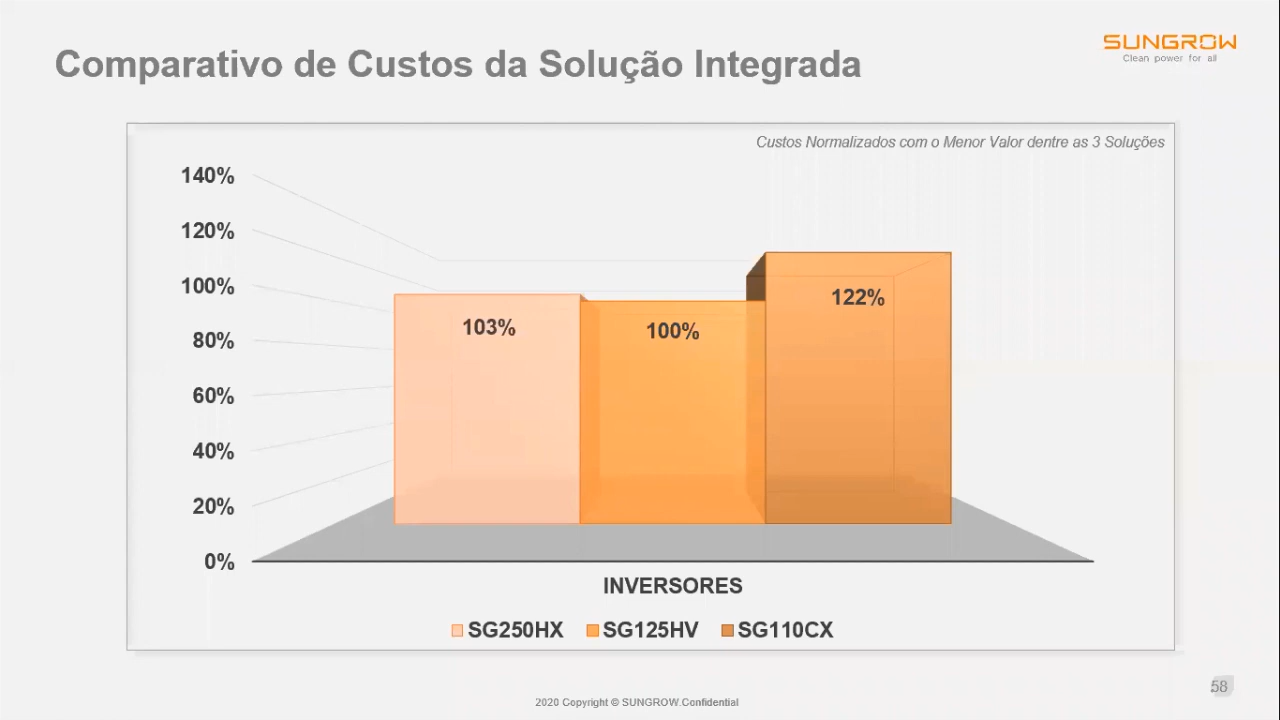 Comparativo de Custos da Solução Integrada
SUNGROW
Clean power for all
Custos Normalizados com o Menor Valor dentre as 3 Soluções
140%
120%
100%
80%
60%
40%
20%
0%
103%
100%
122%
INVERSORES
SG250HX SG125HV SG110CX
58
2020 Copyright © SUNGROW Confidential